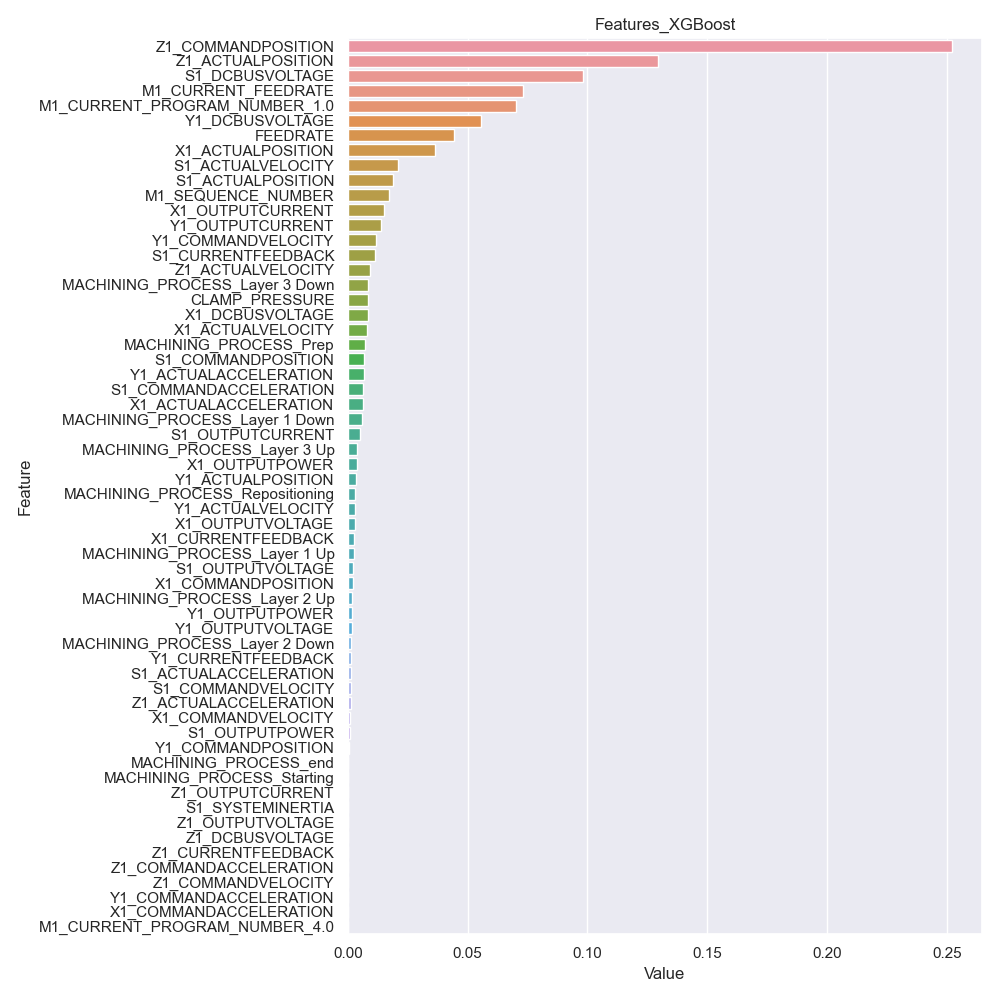 Features_XGBoost
Z1_COMMANDPOSITION
Z1_ACTUALPOSITION
S1_DCBUSVOLTAGE
M1_CURRENT_FEEDRATE
M1_CURRENT_PROGRAM_NUMBER_1.0
Y1_DCBUSVOLTAGE
FEEDRATE
X1_ACTUALPOSITION
S1_ACTUALVELOCITY
S1_ACTUALPOSITION
M1_SEQUENCE_NUMBER
X1_OUTPUTCURRENT
Y1_OUTPUTCURRENT
Y1_COMMANDVELOCITY
S1_CURRENTFEEDBACK
Z1_ACTUALVELOCITY
MACHINING_PROCESS_Layer 3 Down
CLAMP_PRESSURE
X1_DCBUSVOLTAGE
X1_ACTUALVELOCITY
MACHINING_PROCESS_Prep
S1_COMMANDPOSITION
Y1_ACTUALACCELERATION
S1_COMMANDACCELERATION
X1_ACTUALACCELERATION
MACHINING_PROCESS_Layer 1 Down
S1_OUTPUTCURRENT
MACHINING_PROCESS_Layer 3 Up
X1_OUTPUTPOWER
Y1_ACTUALPOSITION
MACHINING_PROCESS_Repositioning
Y1_ACTUALVELOCITY
X1_OUTPUTVOLTAGE
X1_CURRENTFEEDBACK
MACHINING_PROCESS_Layer 1 Up
S1_OUTPUTVOLTAGE
X1_COMMANDPOSITION
MACHINING_PROCESS_Layer 2 Up
Y1_OUTPUTPOWER
Y1_OUTPUTVOLTAGE
MACHINING_PROCESS_Layer 2 Down
Y1_CURRENTFEEDBACK
S1_ACTUALACCELERATION
S1_COMMANDVELOCITY
Z1_ACTUALACCELERATION
X1_COMMANDVELOCITY
S1_OUTPUTPOWER
Y1_COMMANDPOSITION
MACHINING_PROCESS_end
MACHINING_PROCESS_Starting
Z1_OUTPUTCURRENT
S1_SYSTEMINERTIA
Z1_OUTPUTVOLTAGE
Z1_DCBUSVOLTAGE
Z1_CURRENTFEEDBACK
Z1_COMMANDACCELERATION
Z1_COMMANDVELOCITY
Y1_COMMANDACCELERATION
X1_COMMANDACCELERATION
M1_CURRENT_PROGRAM_NUMBER_4.0
Feature
0.00 0.05 0.10 0.15 0.20 0.25
Value